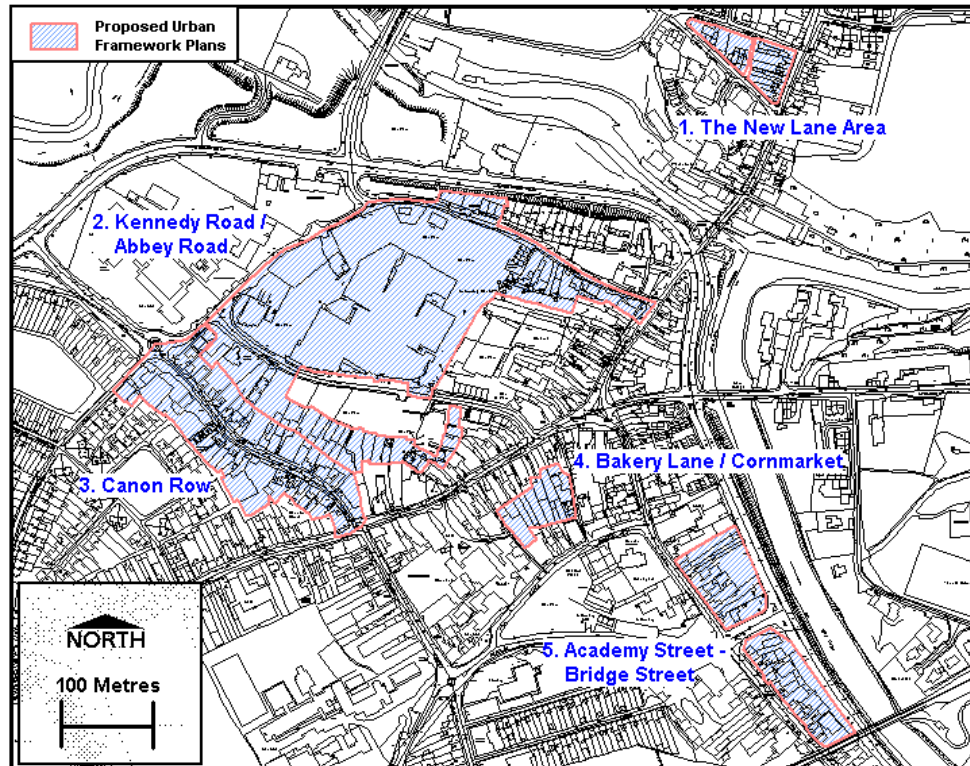 Proposed Urban
Framework Plans
1. The New Lane Area
2. Kennedy Road /
Abbey Road
3. Canon Row
4. Bakery Lane / Cornmarket
5. Academy Street -
Bridge Street
NORTH
100 Metres